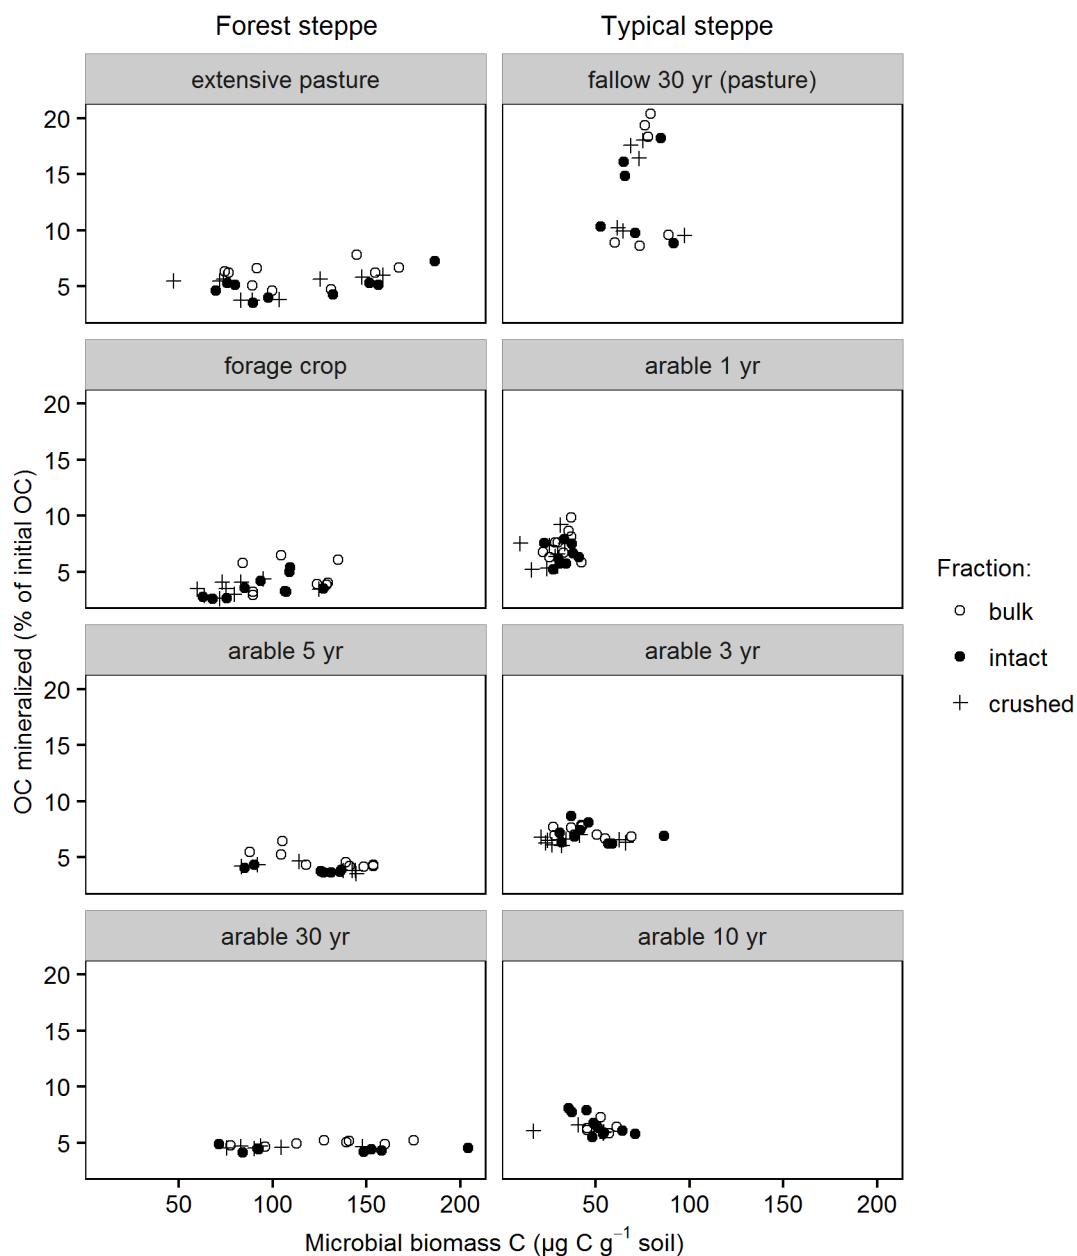 Forest steppe
Typical steppe
extensive pasture
fallow 30 yr (pasture)
20
15
10
5
forage crop
arable 1 yr
20
15
10
5
arable 5 yr
arable 3 yr
20
15
10
5
arable 30 yr
arable 10 yr
20
15
10
5
50 100 150 200
50 100 150 200
Microbial biomass C (µg C g⁻¹ soil)
OC mineralized (% of initial OC)
Fraction:
bulk
intact
crushed